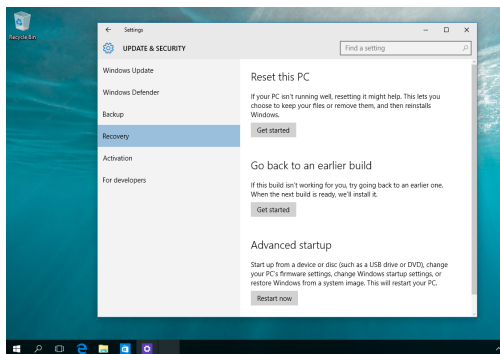 Recycle Bin
Settings
UPDATE & SECURITY
Find a setting
Windows Update
Windows Defender
Backup
Recovery
Activation
For developers
Reset this PC
If your PC isn't running well, resetting it might help. This lets you
choose to keep your files or remove them, and then reinstalls
Windows.
Get started
Go back to an earlier build
If this build isn't working for you, try going back to an earlier one.
When the next build is ready, we'll install it.
Get started
Advanced startup
Start up from a device or disc (such as a USB drive or DVD), change
your PC's firmware settings, change Windows startup settings, or
restore Windows from a system image. This will restart your PC.
Restart now